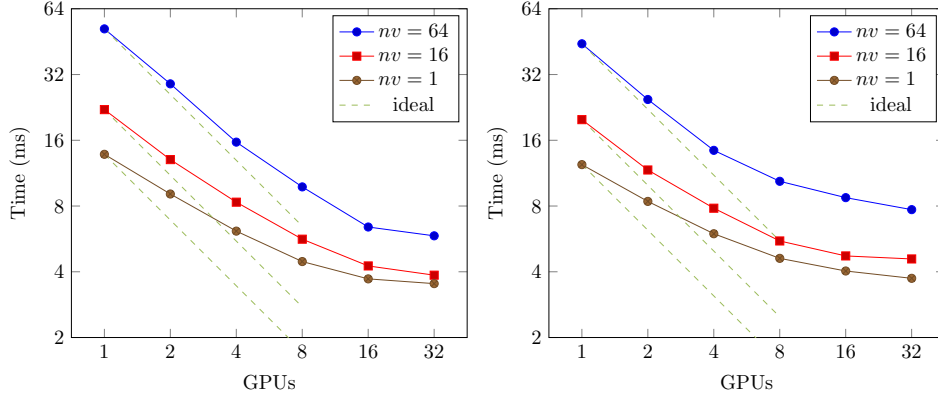 64
32
16
8
4
2
1
2
4
8
16
32
Time (ms)
GPUs
nv = 64
nv = 16
nv = 1
ideal
64
32
16
8
4
2
1
2
4
8
16
32
Time (ms)
GPUs
nv = 64
nv = 16
nv = 1
ideal